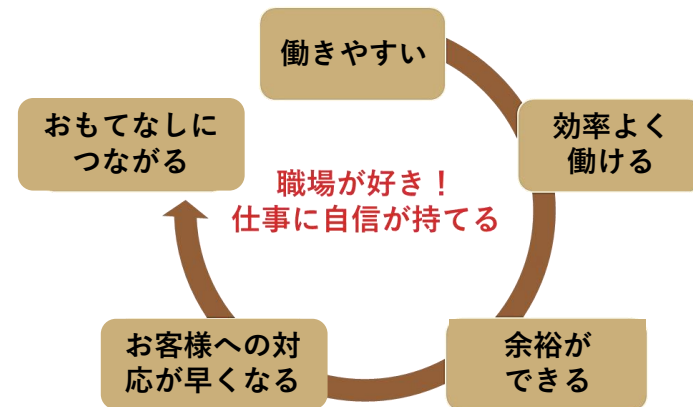 働きやすい
効率よく
働ける
余裕が
できる
お客様への対
応が早くなる
おもてなしに
つながる
職場が好き！
仕事に自信が持てる